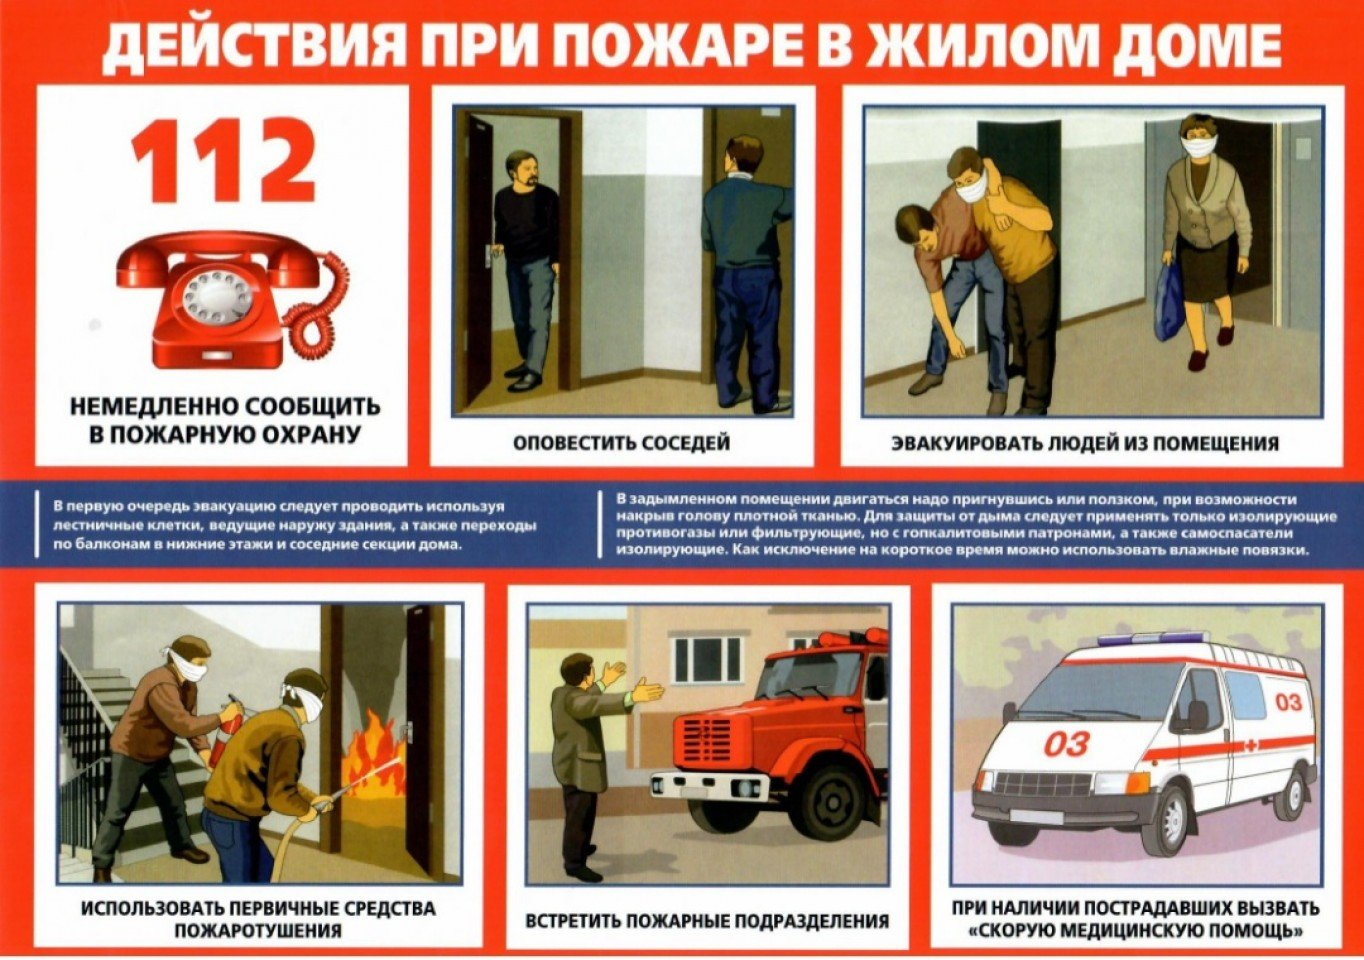 ДЕЙСТВИЯ ПРИ ПОЖАРЕ В ЖИЛОМ ДОМЕ
112
НЕМЕДЛЕННО СООБЩИТЬ
В ПОЖАРНУЮ ОХРАНУ
ОПОВЕСТИТЬ СОСЕДЕЙ
ЭВАКУИРОВАТЬ ЛЮДЕЙ ИЗ ПОМЕЩЕНИЯ
В первую очередь эвакуацию следует проводить используя
лестничные клетки, ведущие наружу здания, а также переходы
по балконам в нижние этажи и соседние секции дома.
В задымленном помещении двигаться надо пригнувшись или ползком, при возможности
накрыв голову плотной тканью. Для защиты от дыма следует применять только изолирующие
противогазы или фильтрующие, но с гопкалитовыми патронами, а также самоспасатели
изолирующие. Как исключение на короткое время можно использовать влажные повязки.
ИСПОЛЬЗОВАТЬ ПЕРВИЧНЫЕ СРЕДСТВА
ПОЖАРОТУШЕНИЯ
ВСТРЕТИТЬ ПОЖАРНЫЕ ПОДРАЗДЕЛЕНИЯ
03
03
ПРИ НАЛИЧИИ ПОСТРАДАВШИХ ВЫЗВАТЬ
«СКОРУЮ МЕДИЦИНСКУЮ ПОМОЩЬ»